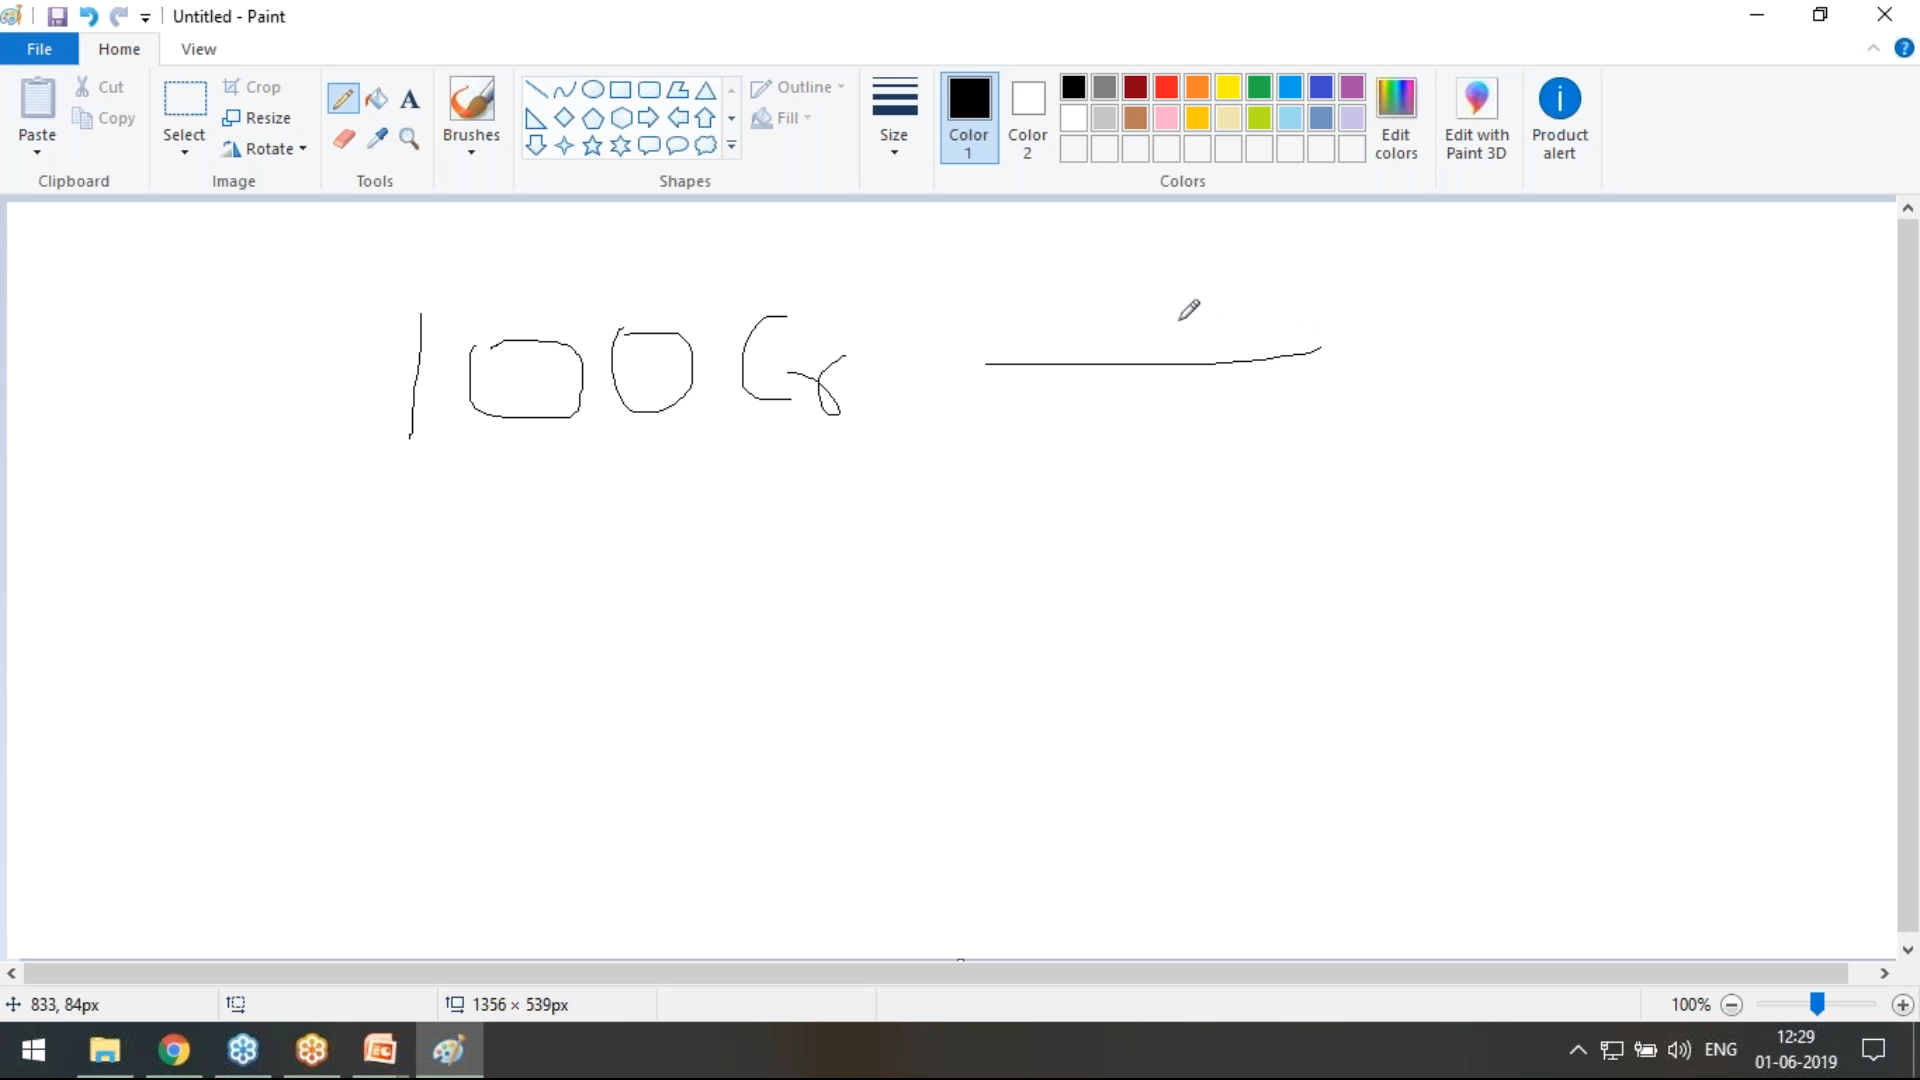 Untitled - Paint
File Home View
Paste Cut Copy Clipboard
Select Crop Resize Rotate Image
A Tools
Brushes
Shapes
Outline Fill
Size
Color 1 Color 2 Edit colors Colors
Edit with Paint 3D
Product alert
100G
833, 84px 1356 × 539px 100%
ENG 12:29
01-06-2019